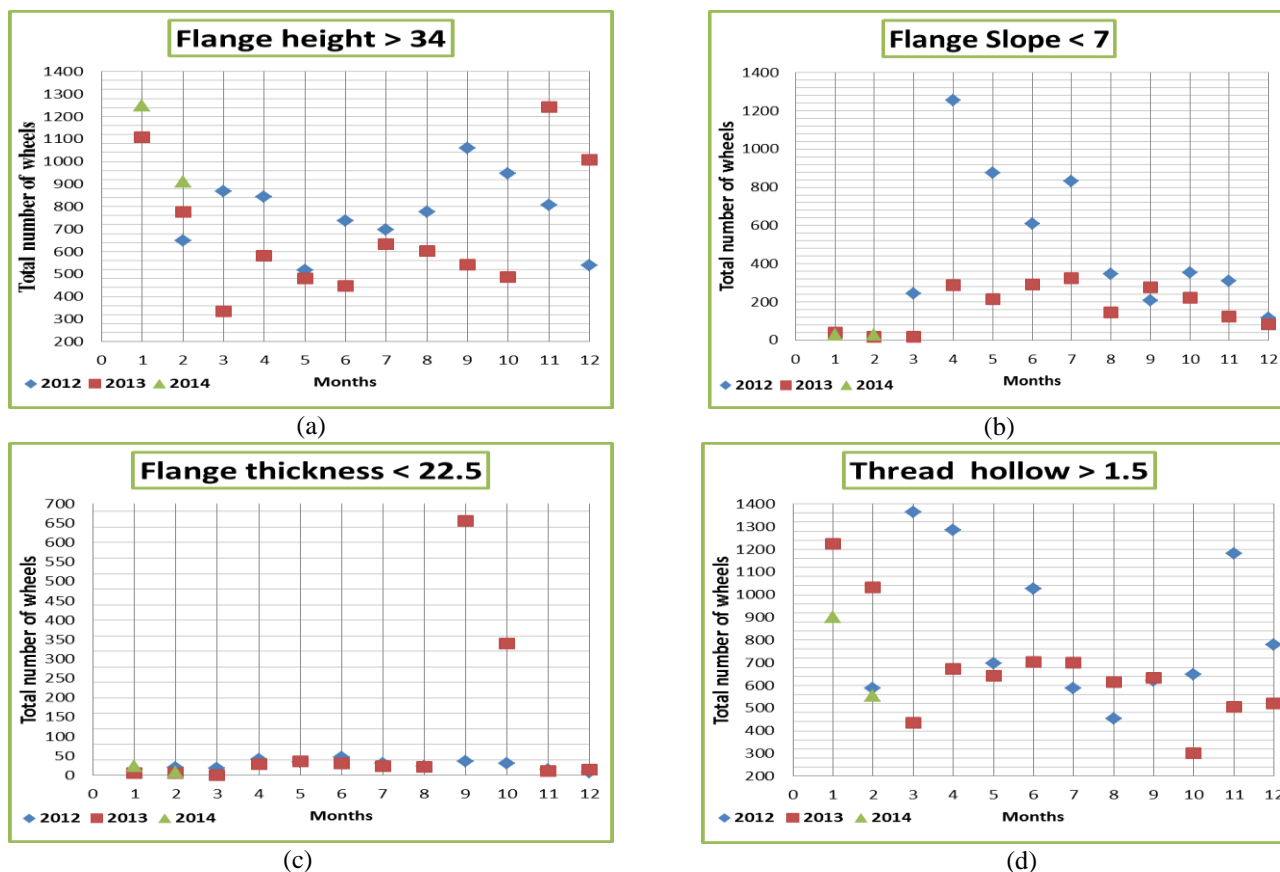 Flange height > 34
Total number of wheels
1400
1300
1200
1100
1000
900
800
700
600
500
400
300
200
0 1 2 3 4 5 6 7 8 9 10 11 12
Months
2012 2013 2014
(a)
Flange Slope < 7
Total number of wheels
1400
1200
1000
800
600
400
200
0
0 1 2 3 4 5 6 7 8 9 10 11 12
Months
2012 2013 2014
(b)
Flange thickness < 22.5
Total number of wheels
700
650
600
550
500
450
400
350
300
250
200
150
100
50
0
0 1 2 3 4 5 6 7 8 9 10 11 12
Months
2012 2013 2014
(c)
Thread hollow > 1.5
Total number of wheels
1400
1300
1200
1100
1000
900
800
700
600
500
400
300
200
0 1 2 3 4 5 6 7 8 9 10 11 12
Months
2012 2013 2014
(d)